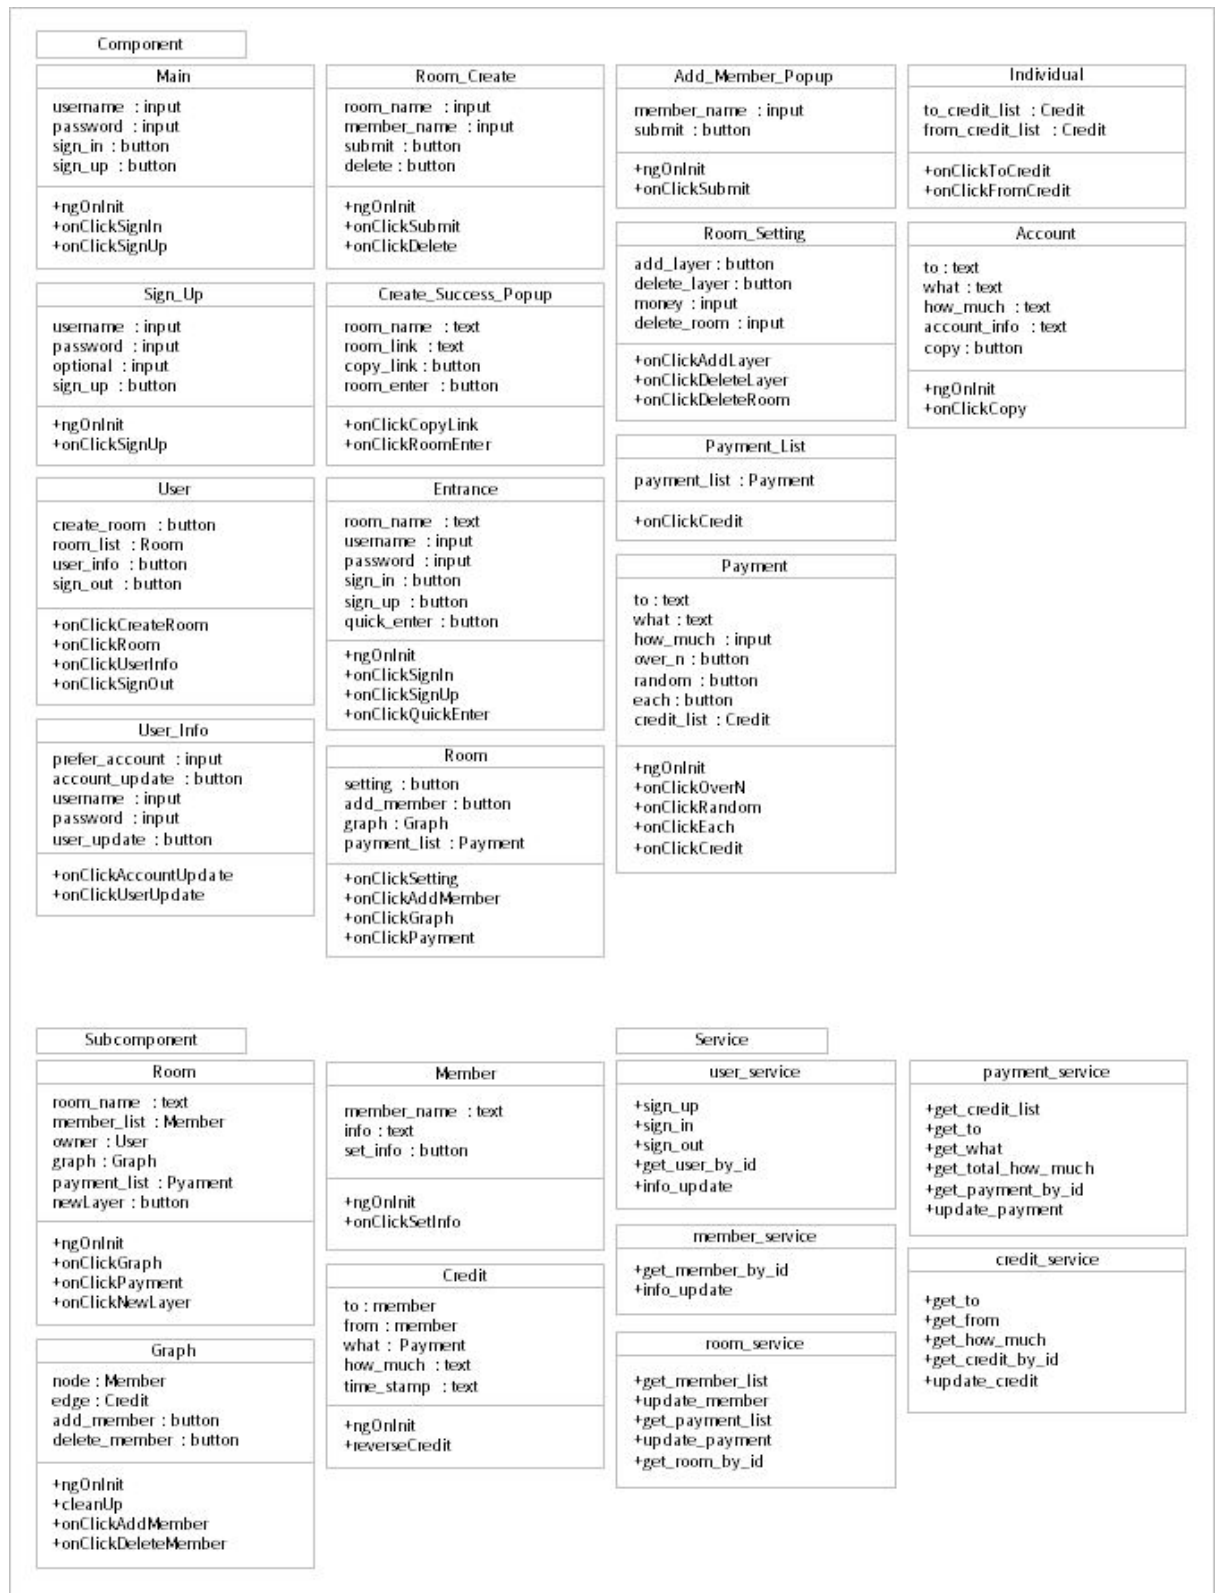 Component
Main
username : input
password : input
sign_in : button
sign_up : button
+ngOnInit
+onClickSignIn
+onClickSignUp
Sign_Up
username : input
password : input
optional : input
sign_up : button
+ngOnInit
+onClickSignUp
User
create_room : button
room_list : Room
user_info : button
sign_out : button
+onClickCreateRoom
+onClickRoom
+onClickUserInfo
+onClickSignOut
User_Info
prefer_account : input
account_update : button
username : input
password : input
user_update : button
+onClickAccountUpdate
+onClickUserUpdate
Room_Create
room_name : input
member_name : input
submit : button
delete : button
+ngOnInit
+onClickSubmit
+onClickDelete
Create_Success_Popup
room_name : text
room_link : text
copy_link : button
room_enter : button
+onClickCopyLink
+onClickRoomEnter
Entrance
room_name : text
username : input
password : input
sign_in : button
sign_up : button
quick_enter : button
+ngOnInit
+onClickSignIn
+onClickSignUp
+onClickQuickEnter
Room
setting : button
add_member : button
graph : Graph
payment_list : Payment
+onClickSetting
+onClickAddMember
+onClickGraph
+onClickPayment
Add_Member_Popup
member_name : input
submit : button
+ngOnInit
+onClickSubmit
Room_Setting
add_layer : button
delete_layer : button
money : input
delete_room : input
+onClickAddLayer
+onClickDeleteLayer
+onClickDeleteRoom
Payment_List
payment_list : Payment
+onClickCredit
Payment
to : text
what : text
how_much : input
over_n : button
random : button
each : button
credit_list : Credit
+ngOnInit
+onClickOverN
+onClickRandom
+onClickEach
+onClickCredit
Individual
to_credit_list : Credit
from_credit_list : Credit
+onClickToCredit
+onClickFromCredit
Account
to : text
what : text
how_much : text
account_info : text
copy : button
+ngOnInit
+onClickCopy
Subcomponent
Room
room_name : text
member_list : Member
owner : User
graph : Graph
payment_list : Pyament
newLayer : button
+ngOnInit
+onClickGraph
+onClickPayment
+onClickNewLayer
Graph
node : Member
edge : Credit
add_member : button
delete_member : button
+ngOnInit
+cleanUp
+onClickAddMember
+onClickDeleteMember
Member
member_name : text
info : text
set_info : button
+ngOnInit
+onClickSetInfo
Credit
to : member
from : member
what : Payment
how_much : text
time_stamp : text
+ngOnInit
+reverseCredit
Service
user_service
+sign_up
+sign_in
+sign_out
+get_user_by_id
+info_update
member_service
+get_member_by_id
+info_update
room_service
+get_member_list
+update_member
+get_payment_list
+update_payment
+get_room_by_id
payment_service
+get_credit_list
+get_to
+get_what
+get_total_how_much
+get_payment_by_id
+update_payment
credit_service
+get_to
+get_from
+get_how_much
+get_credit_by_id
+update_credit